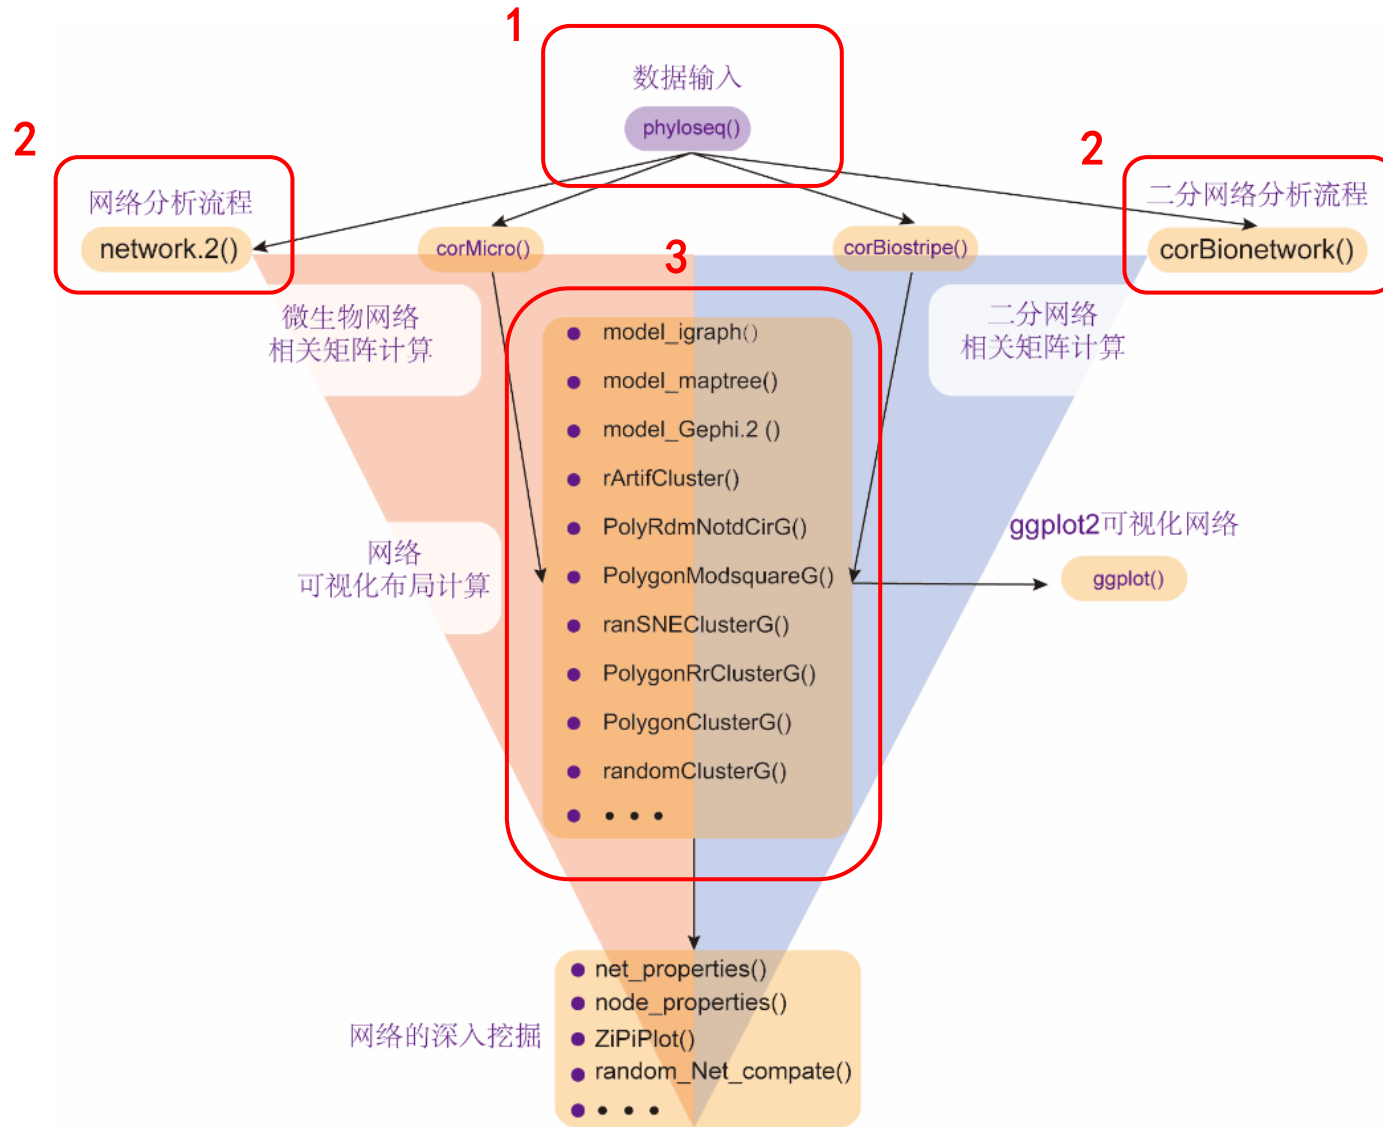 1
数据输入
phyloseq()
2
网络分析流程
network.2()
2
二分网络分析流程
corBionetwork()
corMicro()
corBiostripe()
3
微生物网络
相关矩阵计算
二分网络
相关矩阵计算
model_igraph()
model_maptree()
model_Gephi.2 ()
rArtifCluster()
PolyRdmNotdCirG()
PolygonModsquareG()
ranSNEClusterG()
PolygonRrClusterG()
PolygonClusterG()
randomClusterG()
• • •
网络
可视化布局计算
ggplot2可视化网络
ggplot()
网络的深入挖掘
net_properties()
node_properties()
ZiPiPlot()
random_Net_compate()
• • •